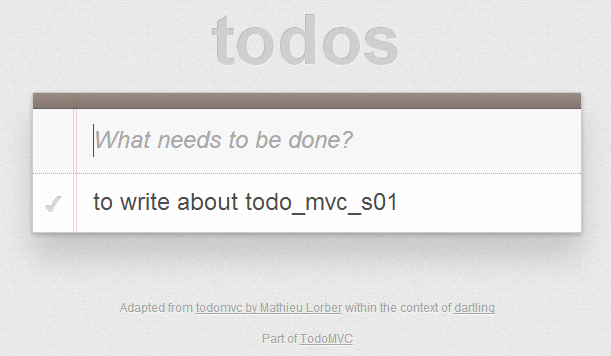 todos
What needs to be done?
to write about todo_mvc_s01
Adapted from todomvc by Mathieu Lorber within the context of dartling
Part of TodoMVC